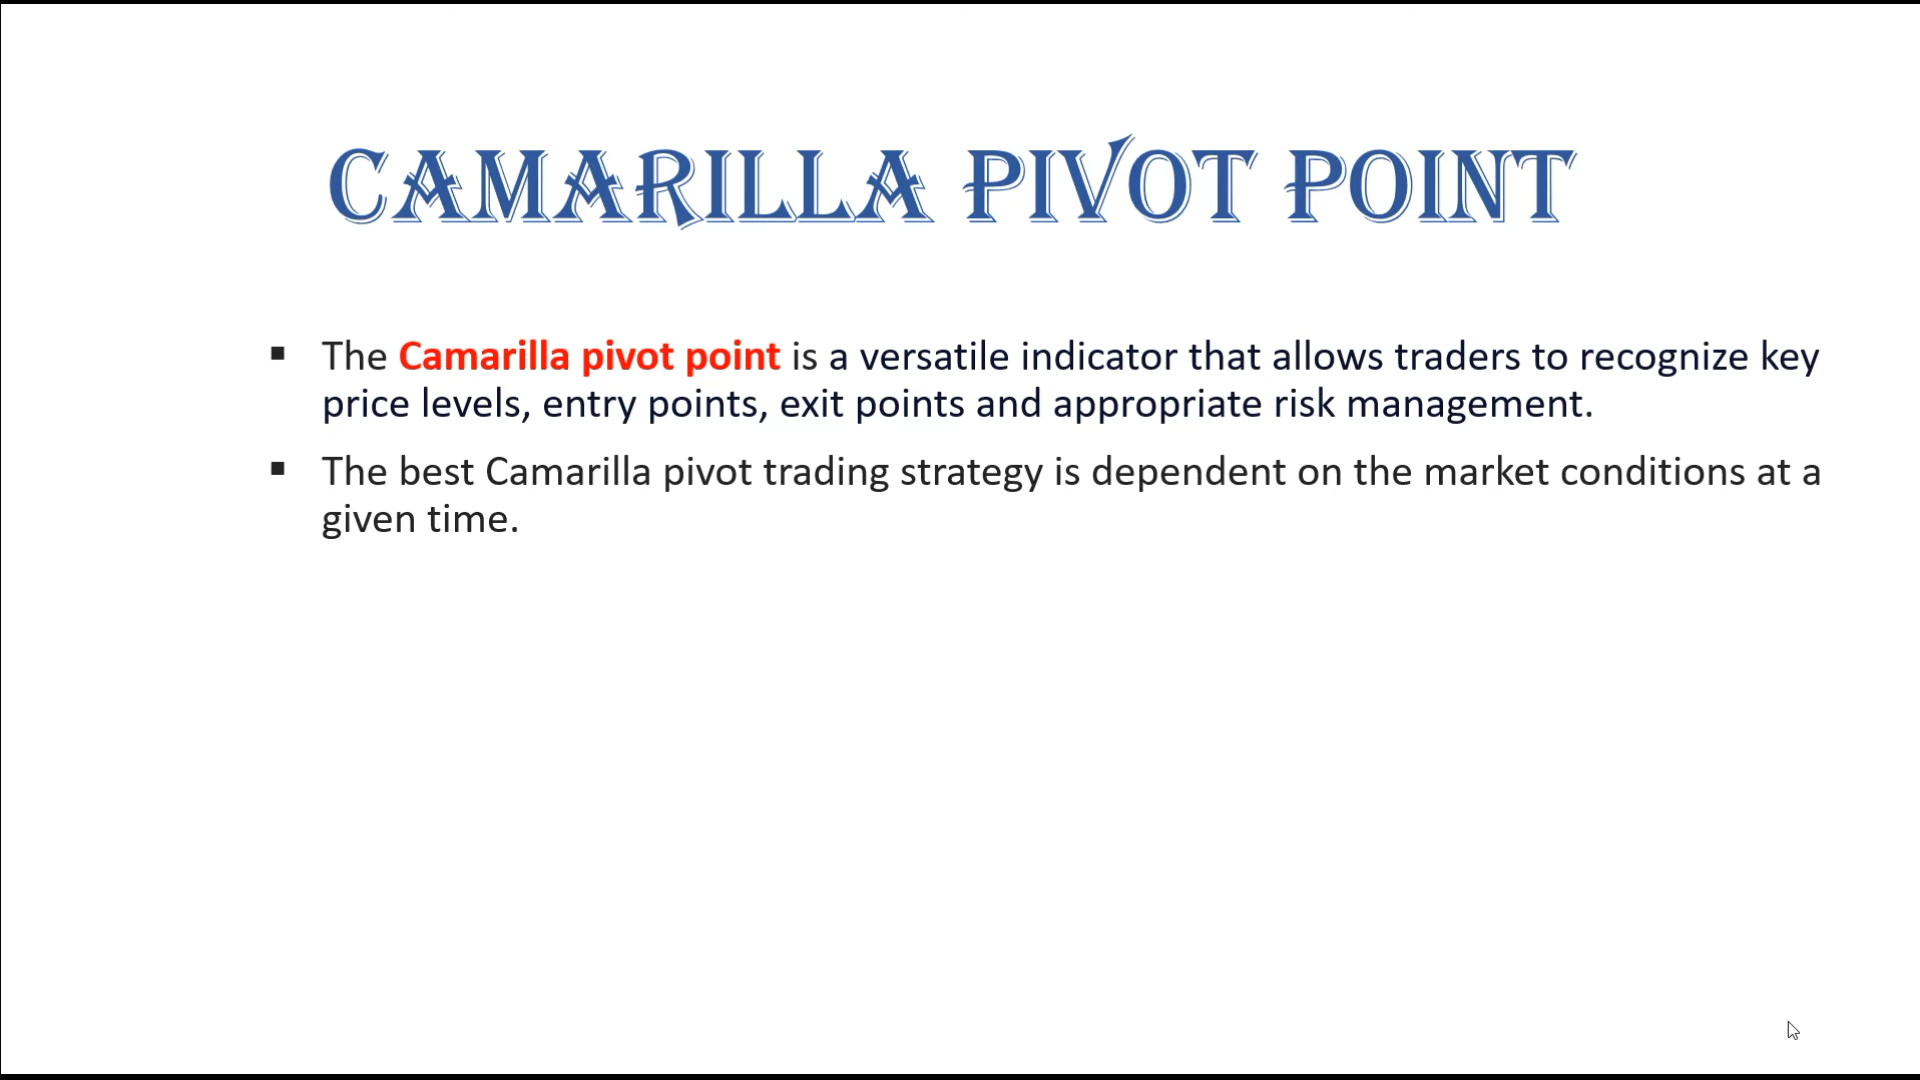 CAMARILLA PIVOT POINT
▪ The Camarilla pivot point is a versatile indicator that allows traders to recognize key
price levels, entry points, exit points and appropriate risk management.
▪ The best Camarilla pivot trading strategy is dependent on the market conditions at a
given time.